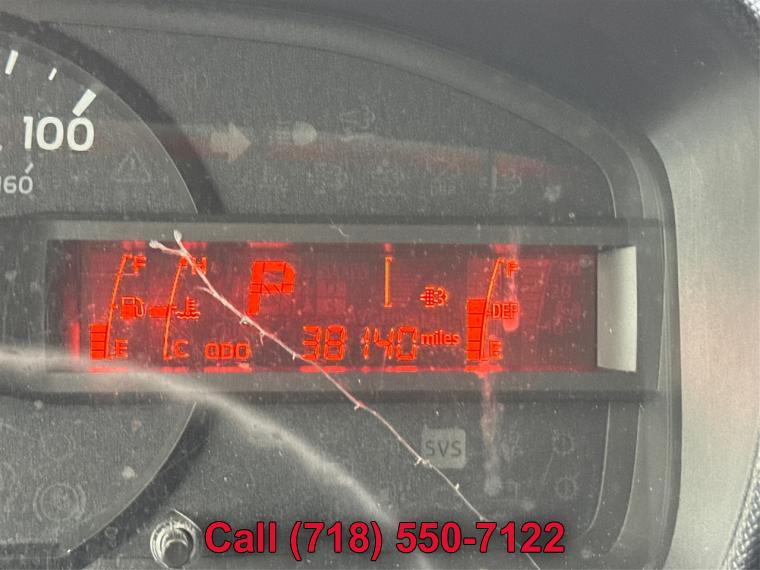 100
160
F
H
P
F
DEF
E
C
ODO
38140 miles
E
SVS
Call (718) 550-7122